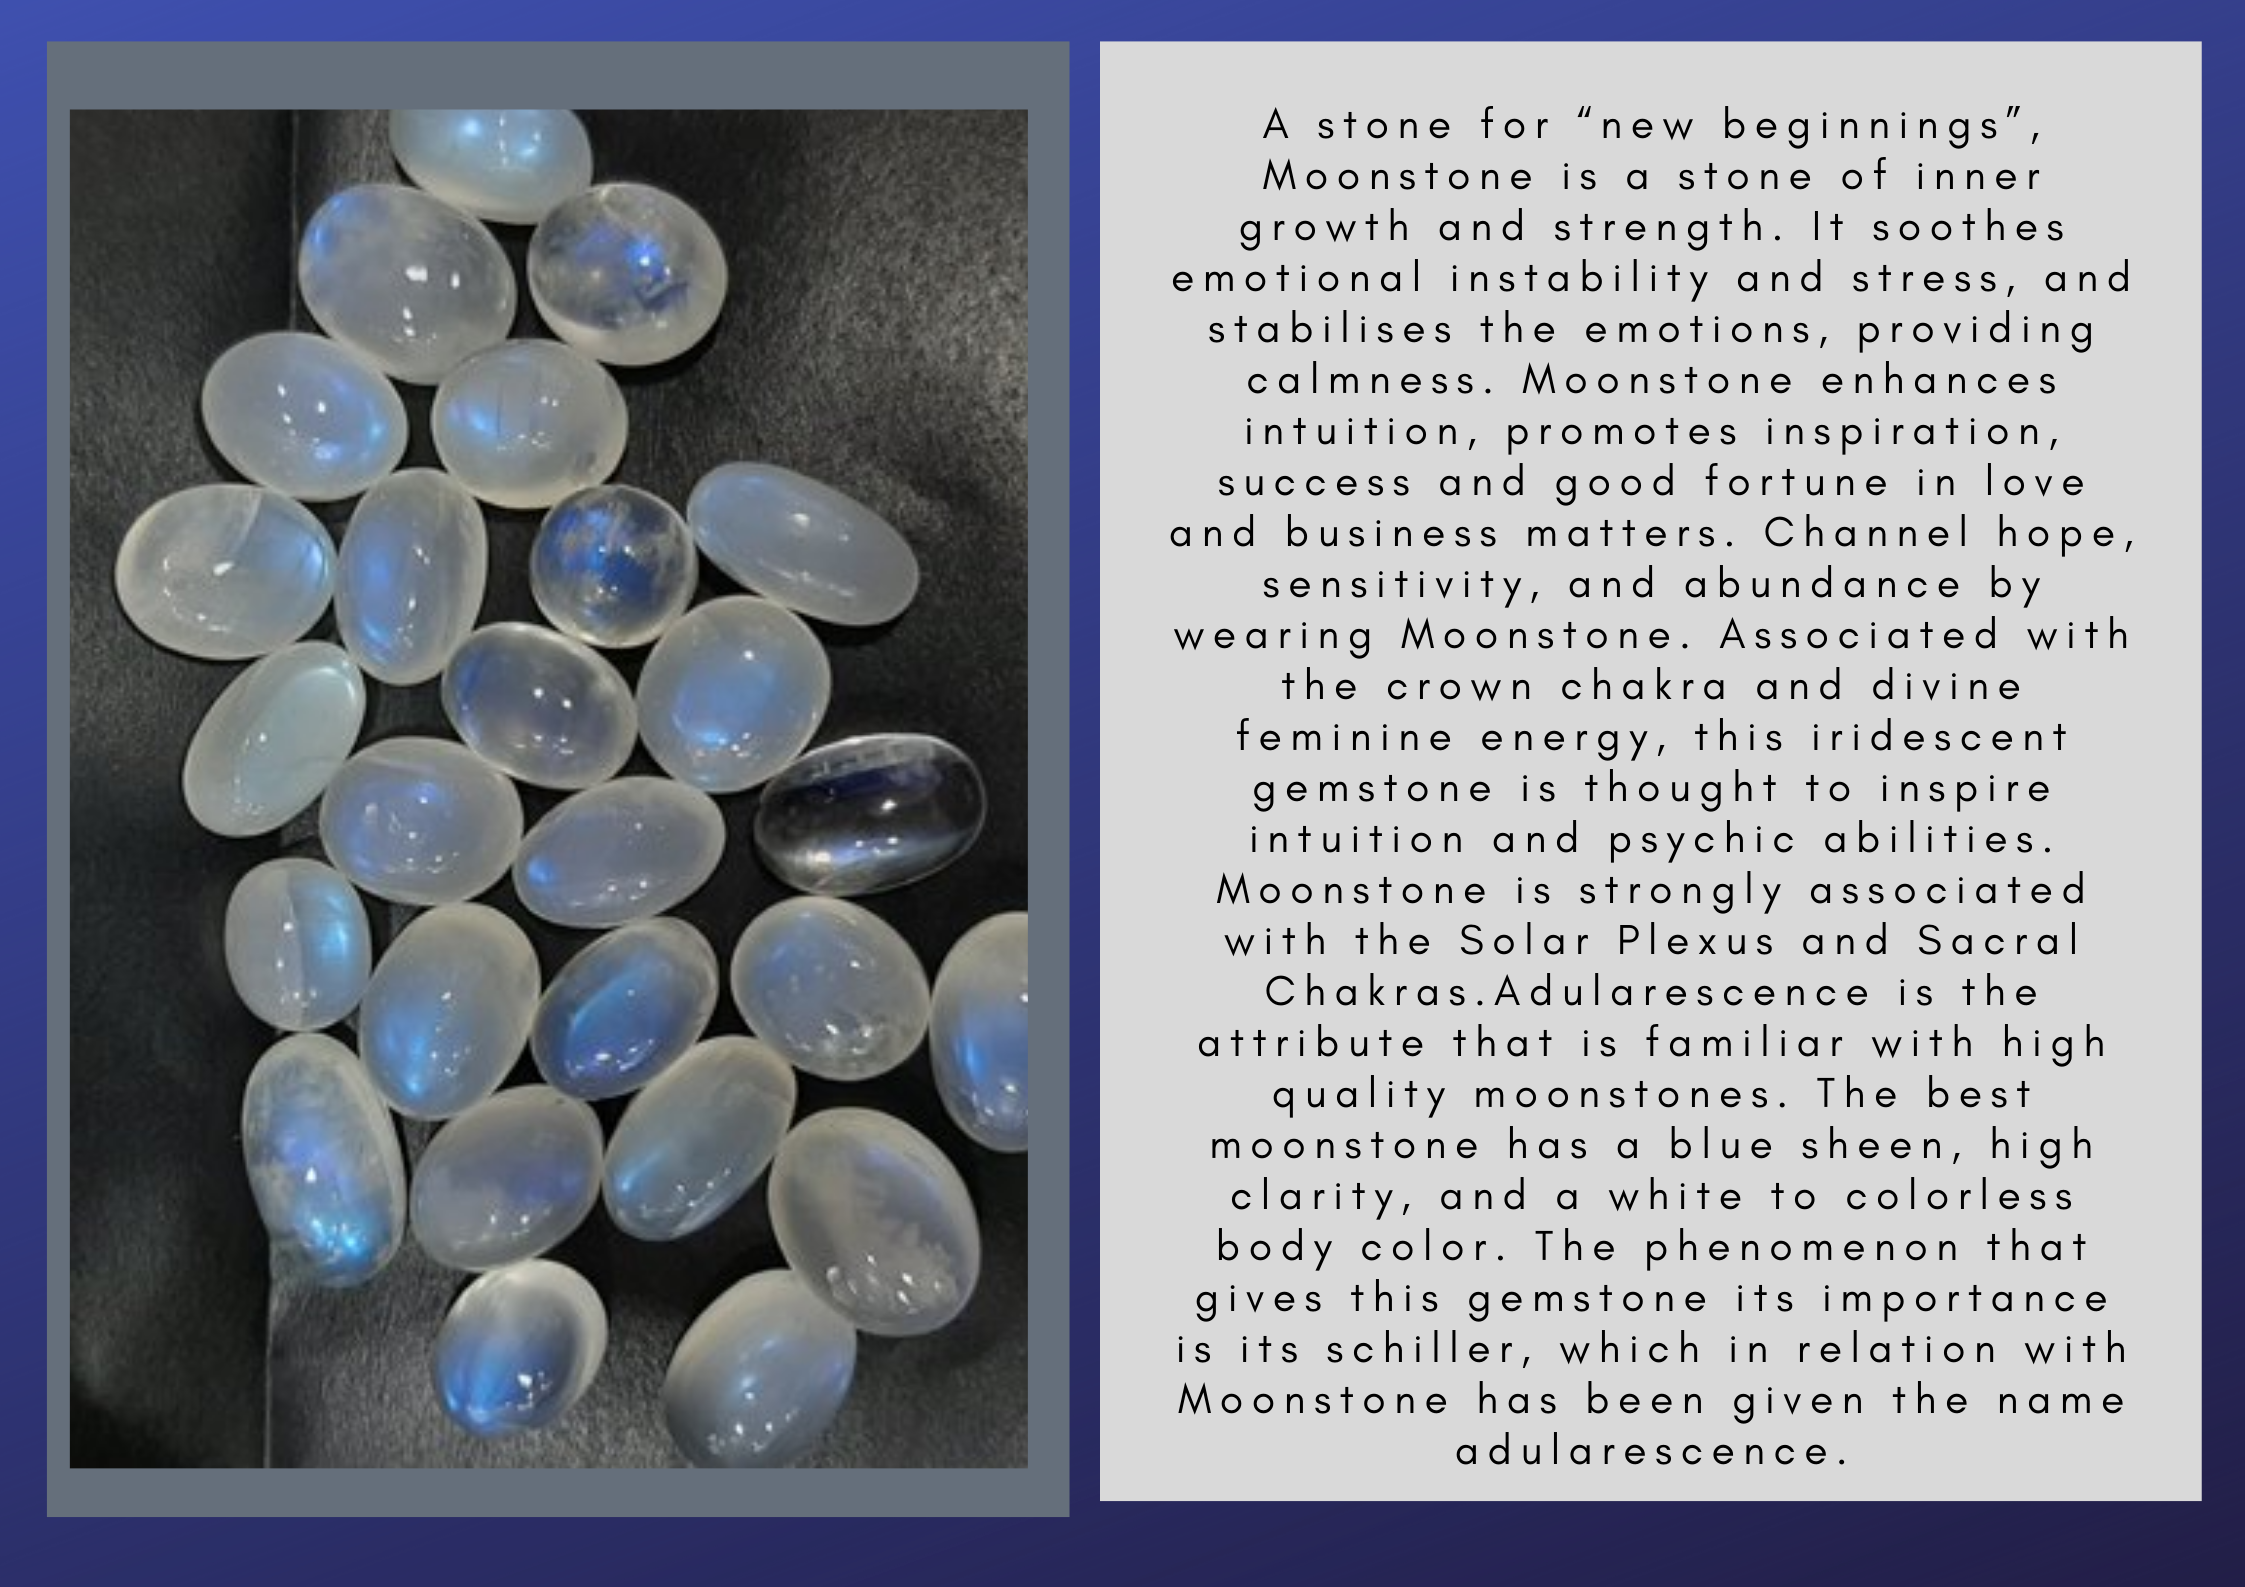 A stone for “new beginnings”,
Moonstone is a stone of inner
growth and strength. It soothes
emotional instability and stress, and
stabilises the emotions, providing
calmness. Moonstone enhances
intuition, promotes inspiration,
success and good fortune in love
and business matters. Channel hope,
sensitivity, and abundance by
wearing Moonstone. Associated with
the crown chakra and divine
feminine energy, this iridescent
gemstone is thought to inspire
intuition and psychic abilities.
Moonstone is strongly associated
with the Solar Plexus and Sacral
Chakras.Adularescence is the
attribute that is familiar with high
quality moonstones. The best
moonstone has a blue sheen, high
clarity, and a white to colorless
body color. The phenomenon that
gives this gemstone its importance
is its schiller, which in relation with
Moonstone has been given the name
adularescence.